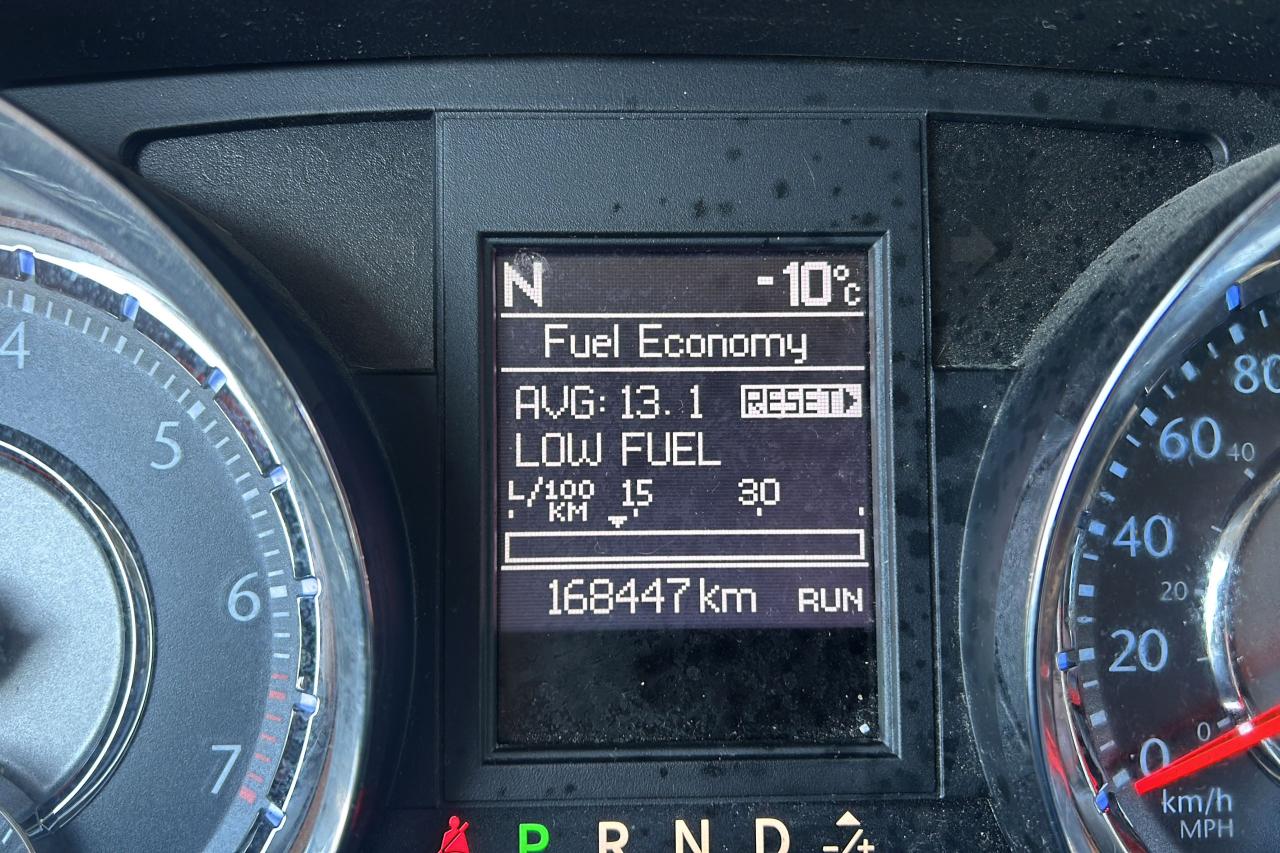 N -10°C
Fuel Economy
AVG: 13.1 RESET
LOW FUEL
L/100 KM 15 30
168447 km RUN
4
5
6
7
80
60
40
40
20
20
0
0
km/h
MPH
P R N D -/+